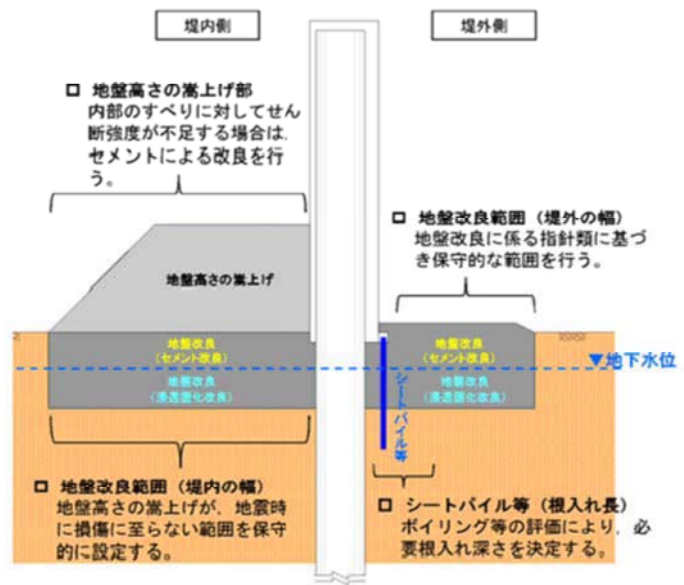 堤内側
堤外側
□ 地盤高さの嵩上げ部
内部のすべりに対してせん
断強度が不足する場合は,
セメントによる改良を行
う。
□ 地盤改良範囲（堤外の幅）
地盤改良に係る指針類に基づ
き保守的な範囲を行う。
地盤高さの嵩上げ
地盤改良
（セメント改良）
地盤改良
（浸透固化改良）
地盤改良
（セメント改良）
地盤改良
（浸透固化改良）
▼地下水位
シートパイル等
□ 地盤改良範囲（堤内の幅）
地盤高さの嵩上げが、地震時
に損傷に至らない範囲を保守
的に設定する。
□ シートパイル等（根入れ長）
ボイリング等の評価により,必
要根入れ深さを決定する。